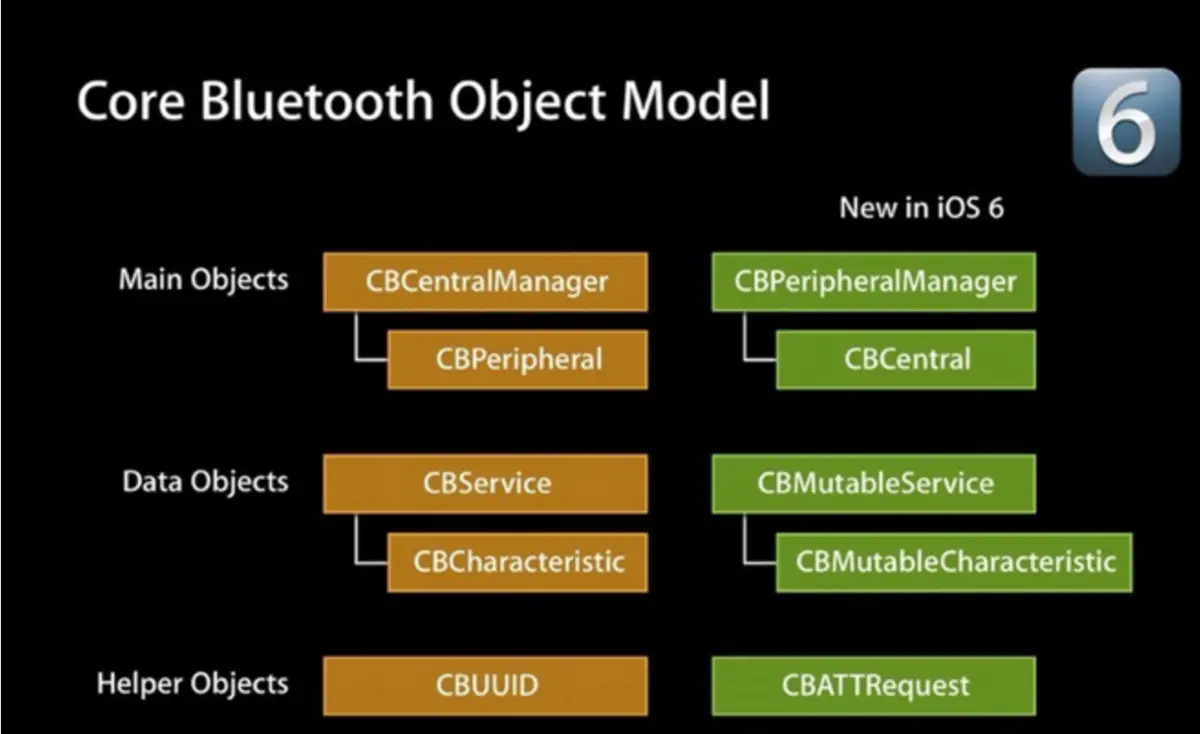 Core Bluetooth Object Model
6
New in iOS 6
Main Objects
CBCentralManager
CBPeripheralManager
CBPeripheral
CBCentral
Data Objects
CBService
CBMutableService
CBCharacteristic
CBMutableCharacteristic
Helper Objects
CBUUID
CBATTRequest